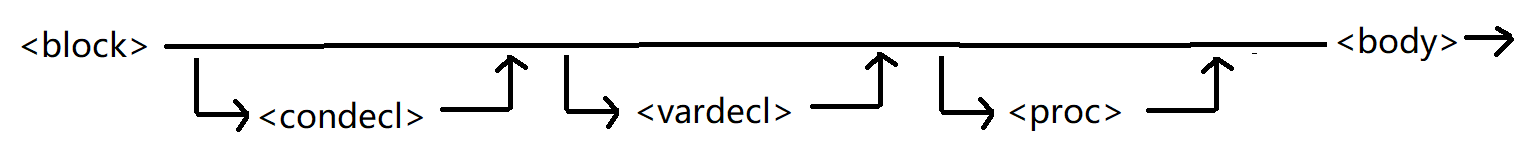 <block> <body>
<condecl> <vardecl> <proc>